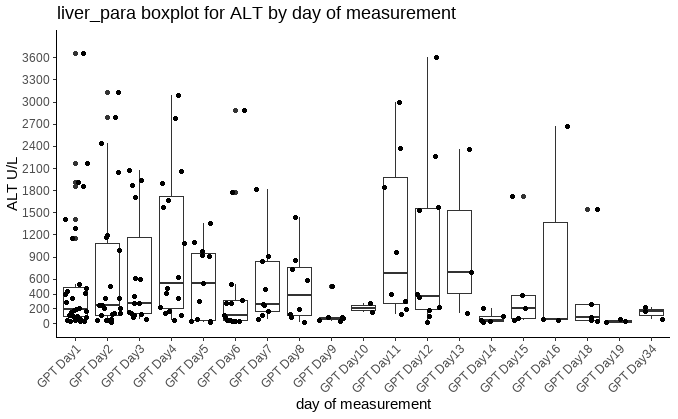 liver_para boxplot for ALT by day of measurement
ALT U/L
3600
3300
3000
2700
2400
2100
1800
1500
1200
900
600
400
200
0
GPT Day1
GPT Day2
GPT Day3
GPT Day4
GPT Day5
GPT Day6
GPT Day7
GPT Day8
GPT Day9
GPT Day10
GPT Day11
GPT Day12
GPT Day13
GPT Day14
GPT Day15
GPT Day16
GPT Day18
GPT Day19
GPT Day34
day of measurement